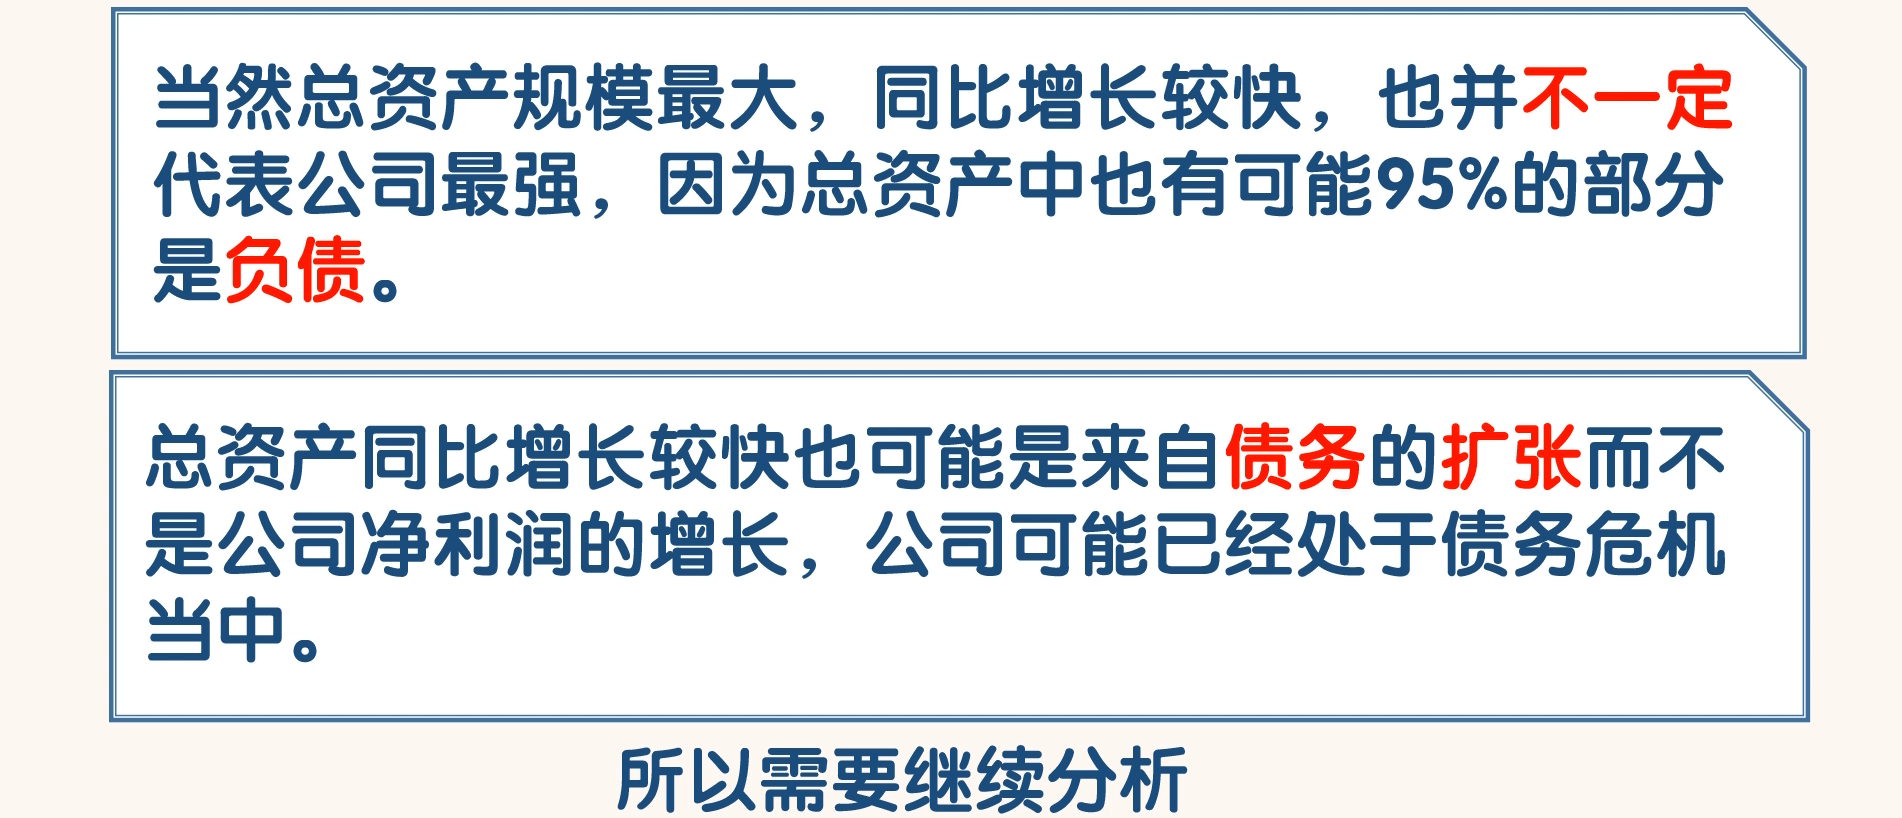 当然总资产规模最大，同比增长较快，也并不一定
代表公司最强，因为总资产中也有可能95%的部分
是负债。
总资产同比增长较快也可能是来自债务的扩张而不
是公司净利润的增长，公司可能已经处于债务危机
当中。
所以需要继续分析